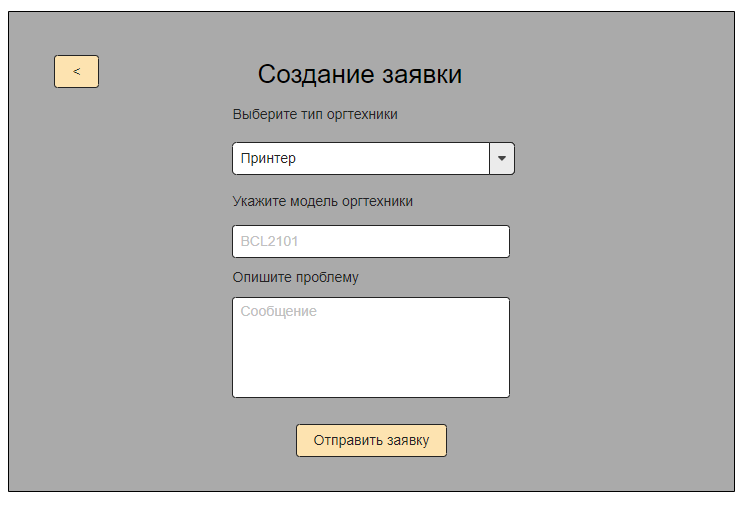 <
Создание заявки
Выберите тип оргтехники
Принтер
Укажите модель оргтехники
BCL2101
Опишите проблему
Сообщение
Отправить заявку